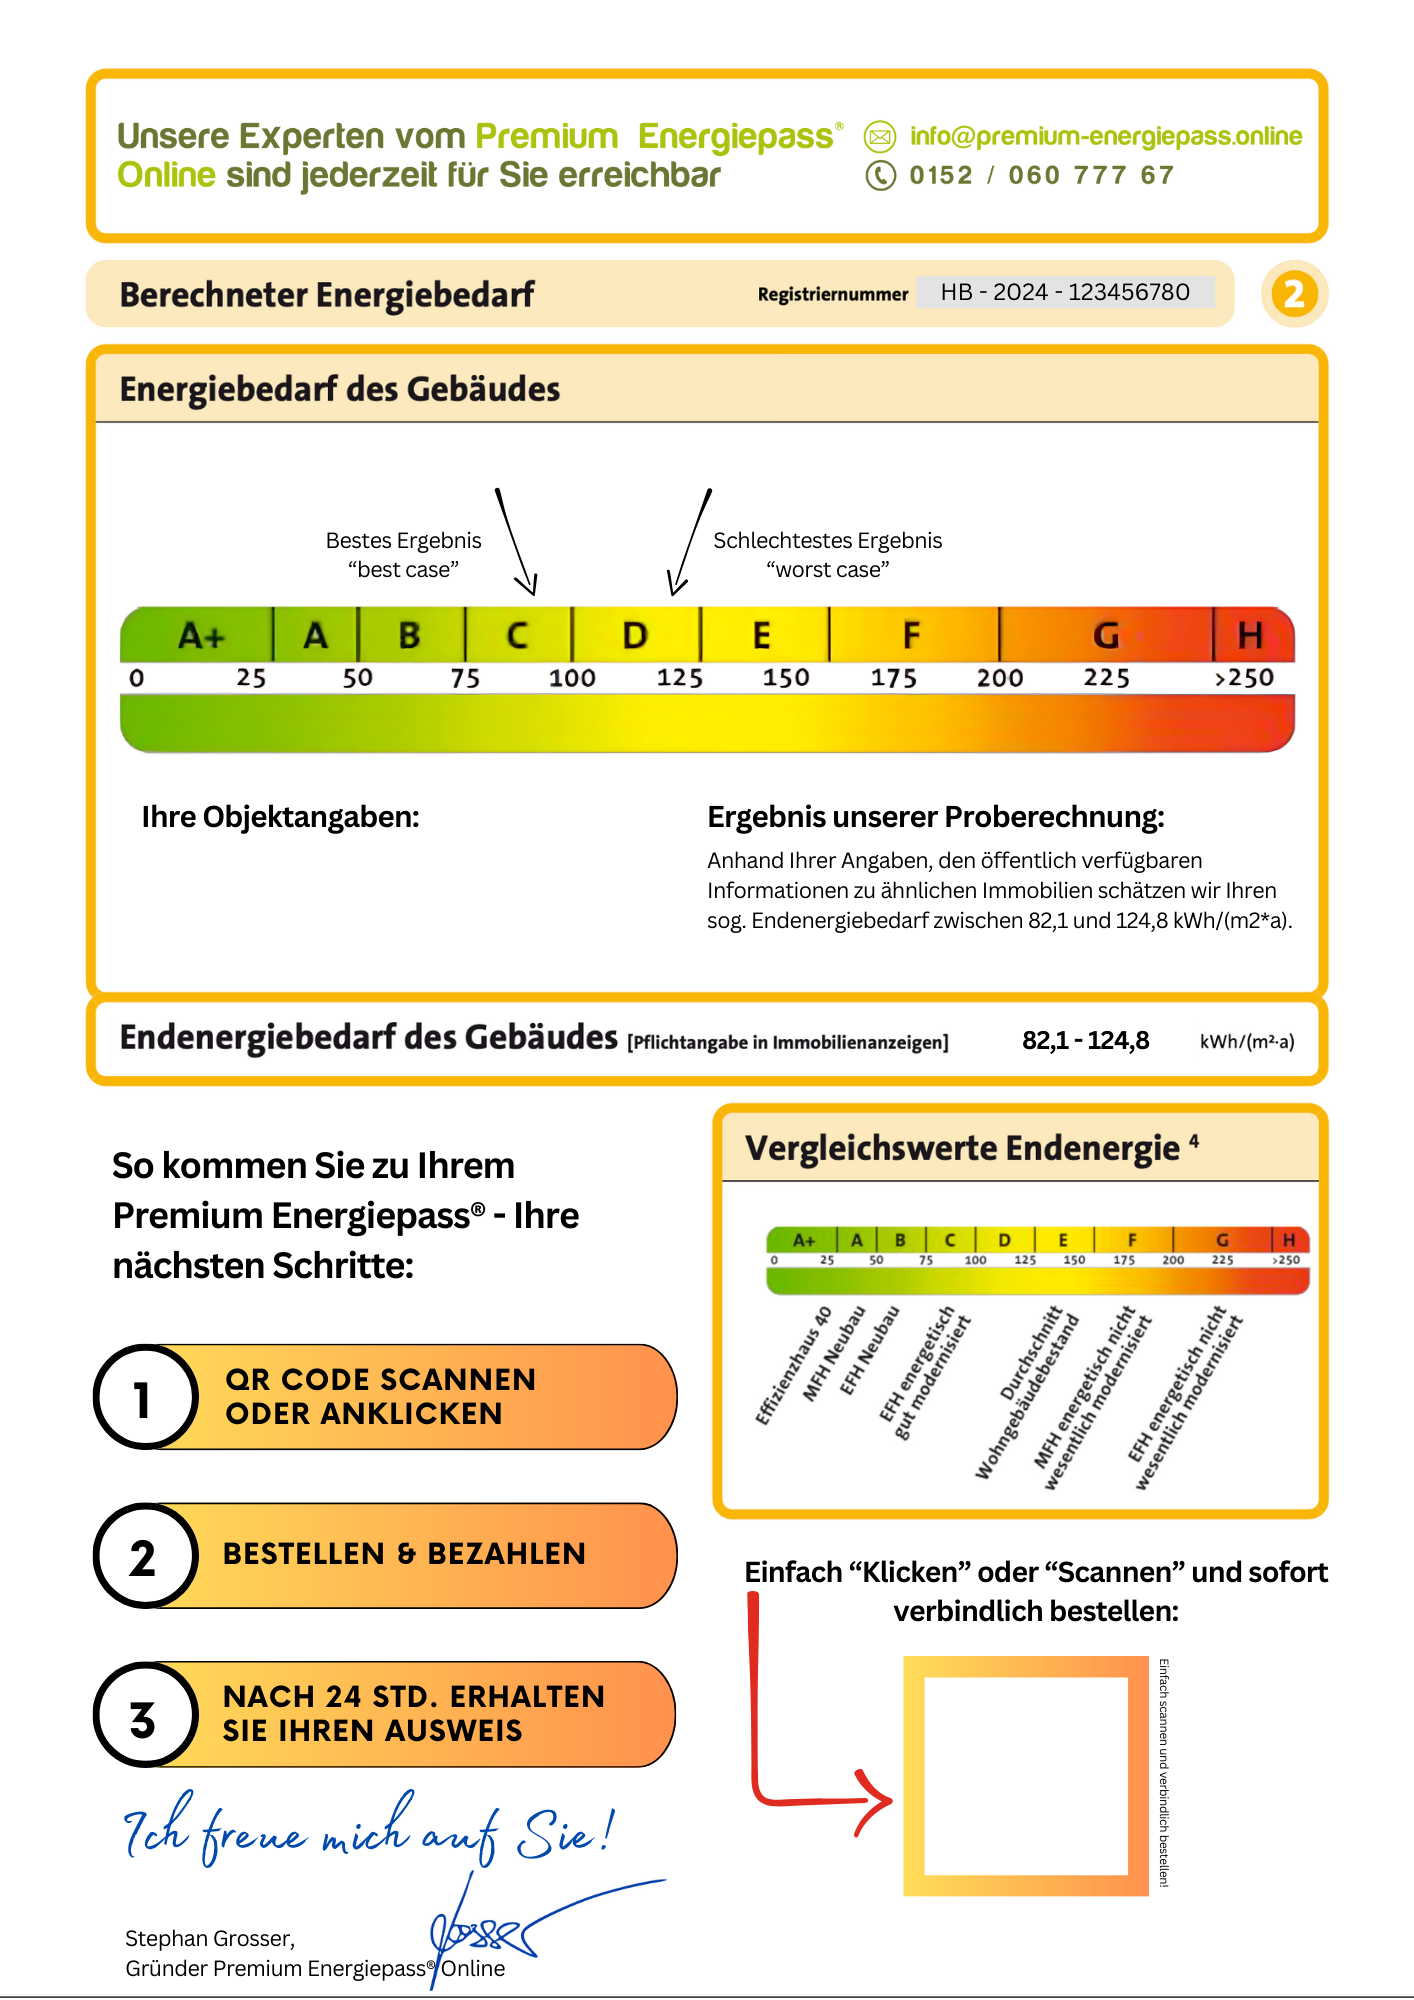 Unsere Experten vom Premium Energiepass®
Online sind jederzeit für Sie erreichbar
info@premium-energiepass.online
0152 / 060 777 67
Berechneter Energiebedarf
Registriernummer HB - 2024 - 123456780
2
Energiebedarf des Gebäudes
Bestes Ergebnis
“best case”
Schlechtestes Ergebnis
“worst case”
A+ A B C D E F G H
0 25 50 75 100 125 150 175 200 225 >250
Ihre Objektangaben:
Ergebnis unserer Proberechnung:
Anhand Ihrer Angaben, den öffentlich verfügbaren
Informationen zu ähnlichen Immobilien schätzen wir Ihren
sog. Endenergiebedarf zwischen 82,1 und 124,8 kWh/(m2*a).
Endenergiebedarf des Gebäudes [Pflichtangabe in Immobilienanzeigen] 82,1 - 124,8 kWh/(m²·a)
So kommen Sie zu Ihrem
Premium Energiepass® - Ihre
nächsten Schritte:
1
QR CODE SCANNEN
ODER ANKLICKEN
2
BESTELLEN & BEZAHLEN
3
NACH 24 STD. ERHALTEN
SIE IHREN AUSWEIS
Ich freue mich auf Sie!
Stephan Grosser,
Gründer Premium Energiepass® Online
Vergleichswerte Endenergie 4
A+ A B C D E F G H
0 25 50 75 100 125 150 175 200 225 >250
Effizienzhaus 40
MFH Neubau
EFH Neubau
EFH energetisch
gut modernisiert
Durchschnitt
Wohngebäudebestand
MFH energetisch nicht
wesentlich modernisiert
EFH energetisch nicht
wesentlich modernisiert
Einfach “Klicken” oder “Scannen” und sofort
verbindlich bestellen:
Einfach scannen und verbindlich bestellen!